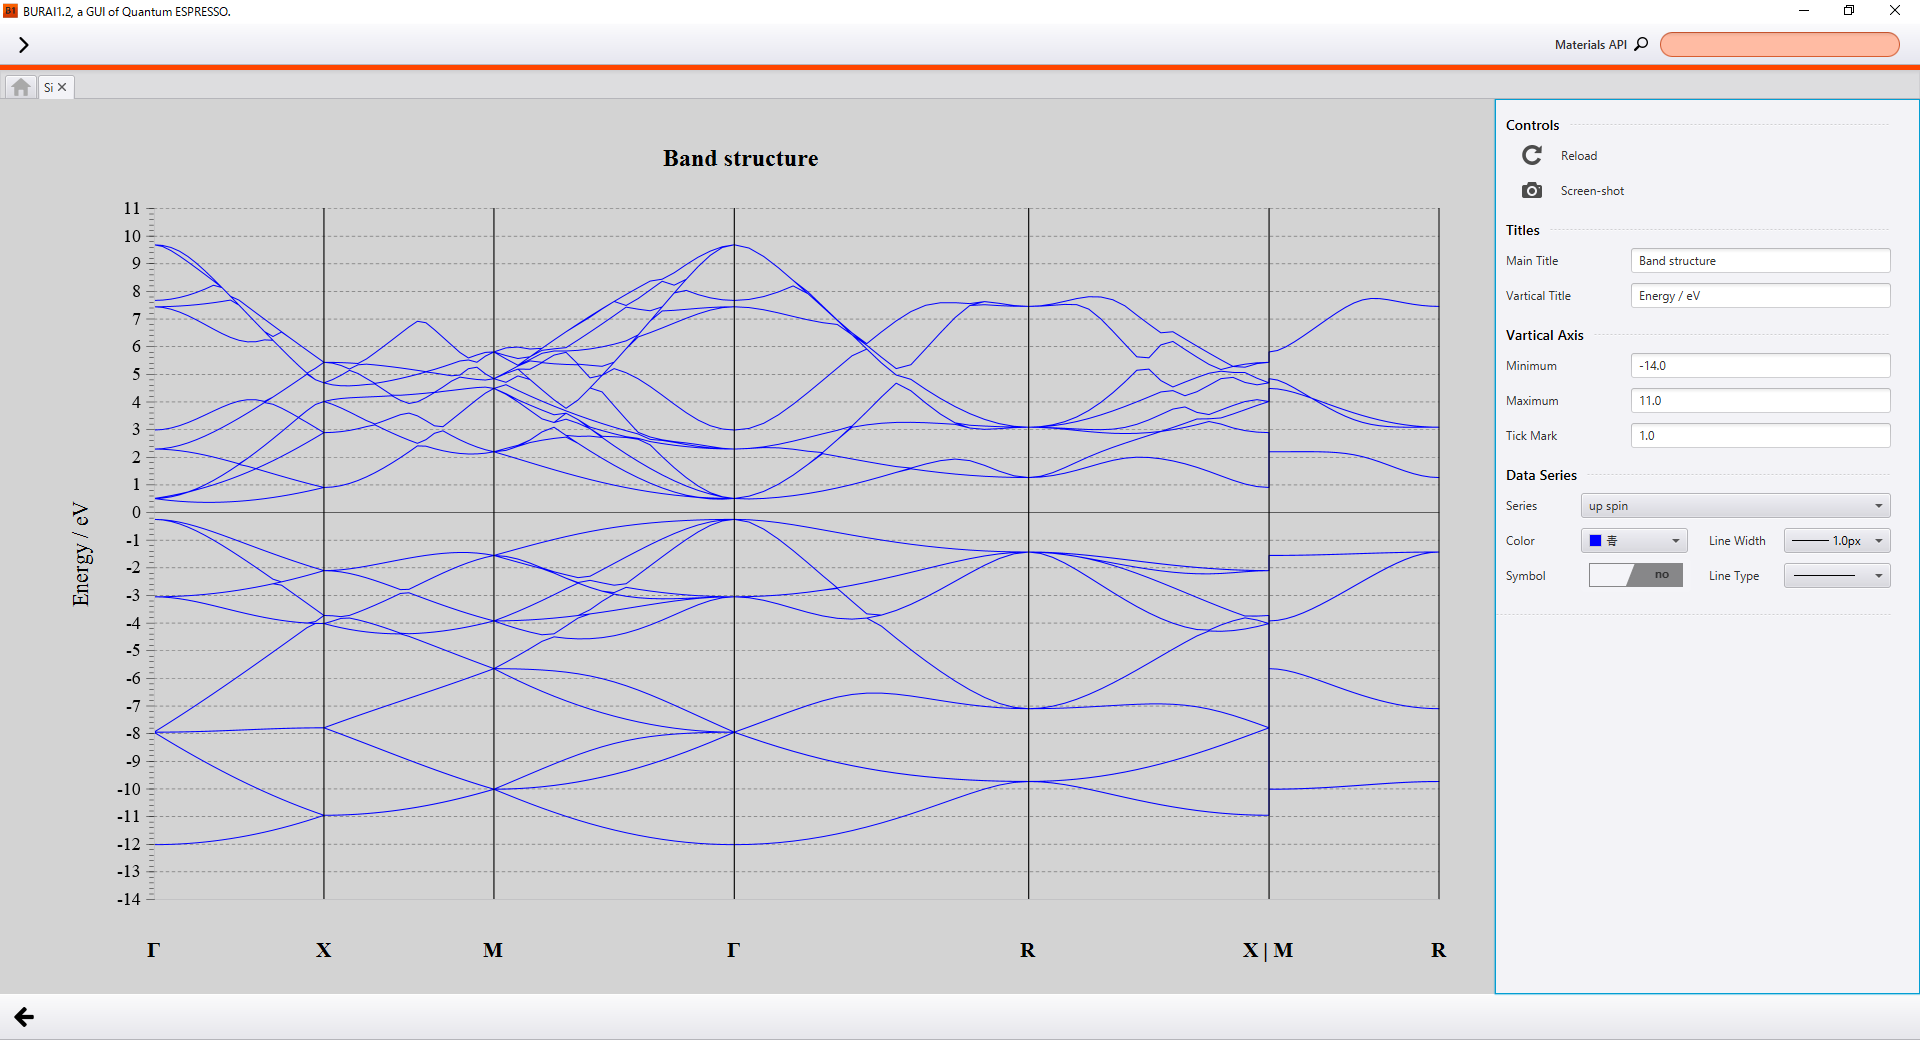 BURAI1.2, a GUI of Quantum ESPRESSO.
Materials API
Si
Band structure
Energy / eV
11
10
9
8
7
6
5
4
3
2
1
0
-1
-2
-3
-4
-5
-6
-7
-8
-9
-10
-11
-12
-13
-14
Γ X M Γ R X | M R
Controls
Reload
Screen-shot
Titles
Main Title Band structure
Vartical Title Energy / eV
Vartical Axis
Minimum -14.0
Maximum 11.0
Tick Mark 1.0
Data Series
Series up spin
Color 青 Line Width 1.0px
Symbol no Line Type